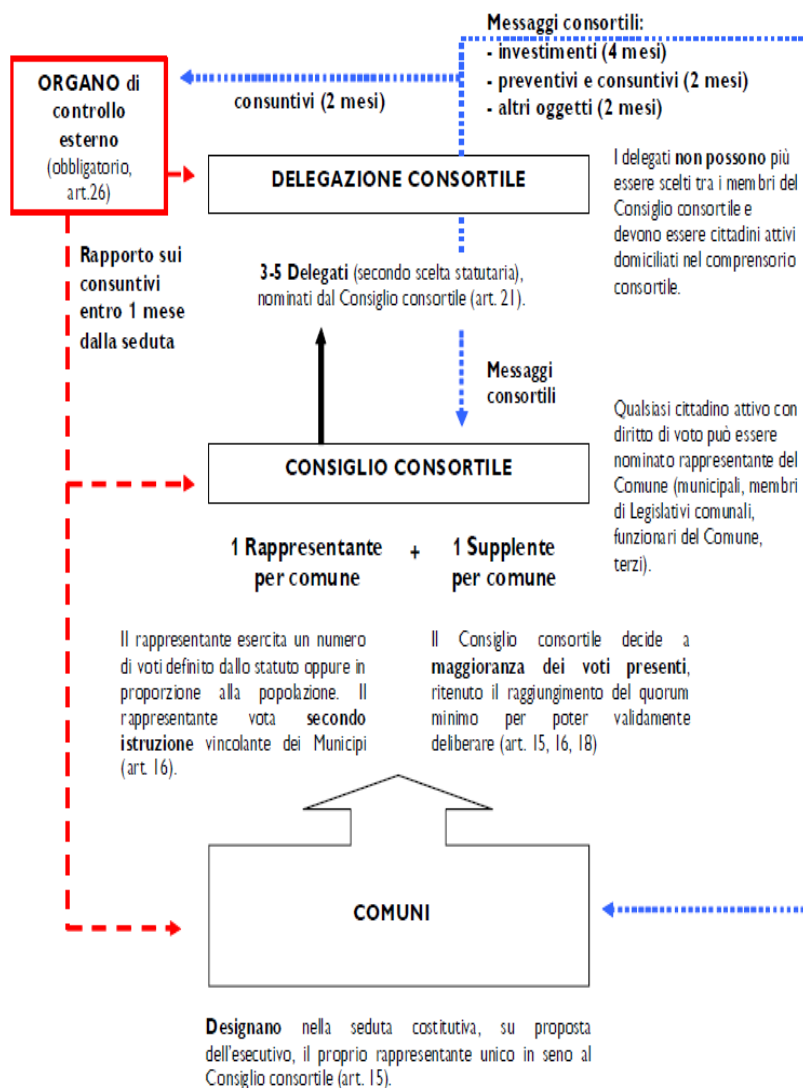 Messaggi consortili:
- investimenti (4 mesi)
- preventivi e consuntivi (2 mesi)
- altri oggetti (2 mesi)
ORGANO di
controllo
esterno
(obbligatorio,
art.26)
consuntivi (2 mesi)
DELEGAZIONE CONSORTILE
I delegati non possono più
essere scelti tra i membri del
Consiglio consortile e
devono essere cittadini attivi
domiciliati nel comprensorio
consortile.
Rapporto sui
consuntivi
entro 1 mese
dalla seduta
3-5 Delegati (secondo scelta statutaria),
nominati dal Consiglio consortile (art. 21).
Messaggi
consortili
CONSIGLIO CONSORTILE
Qualsiasi cittadino attivo con
diritto di voto può essere
nominato rappresentante del
Comune (municipali, membri
di Legislativi comunali,
funzionari del Comune,
terzi).
1 Rappresentante
per comune
+
1 Supplente
per comune
Il rappresentante esercita un numero
di voti definito dallo statuto oppure in
proporzione alla popolazione. Il
rappresentante vota secondo
istruzione vincolante dei Municipi
(art. 16).
Il Consiglio consortile decide a
maggioranza dei voti presenti,
ritenuto il raggiungimento del quorum
minimo per poter validamente
deliberare (art. 15, 16, 18)
COMUNI
Designano nella seduta costitutiva, su proposta
dell'esecutivo, il proprio rappresentante unico in seno al
Consiglio consortile (art. 15).